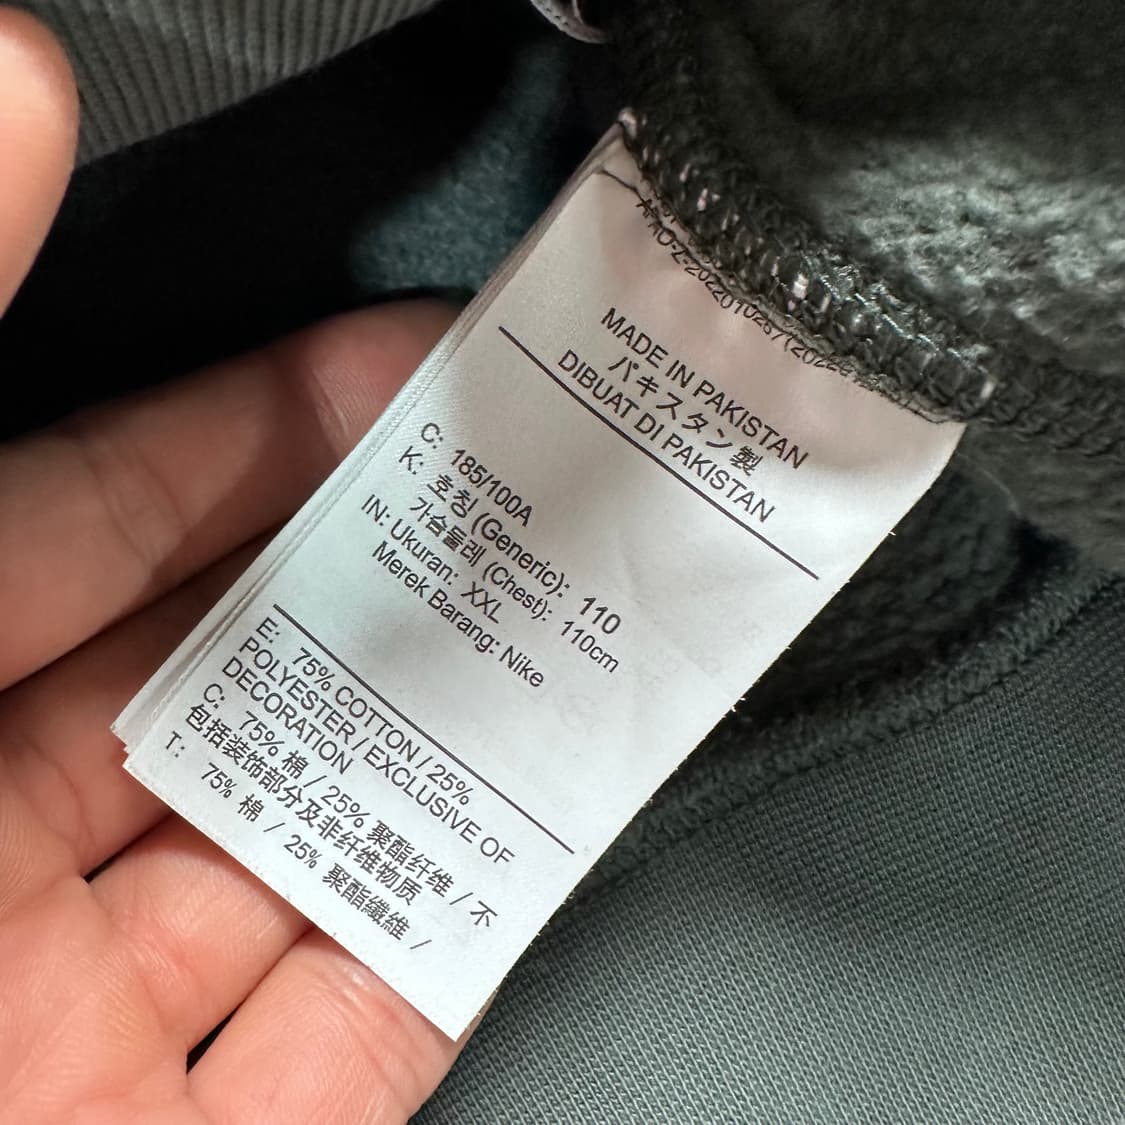 MADE IN PAKISTAN
パキスタン製
DIBUAT DI PAKISTAN
C: 185/100A
K: 호칭 (Generic): 110
가슴둘레 (Chest): 110cm
IN: Ukuran: XXL
Merek Barang: Nike
E: 75% COTTON / 25%
POLYESTER / EXCLUSIVE OF
DECORATION
C: 75% 棉 / 25% 聚酯纤维 / 不
包括装饰部分及非纤维物质
T: 75% 棉 / 25% 聚酯纖維 /